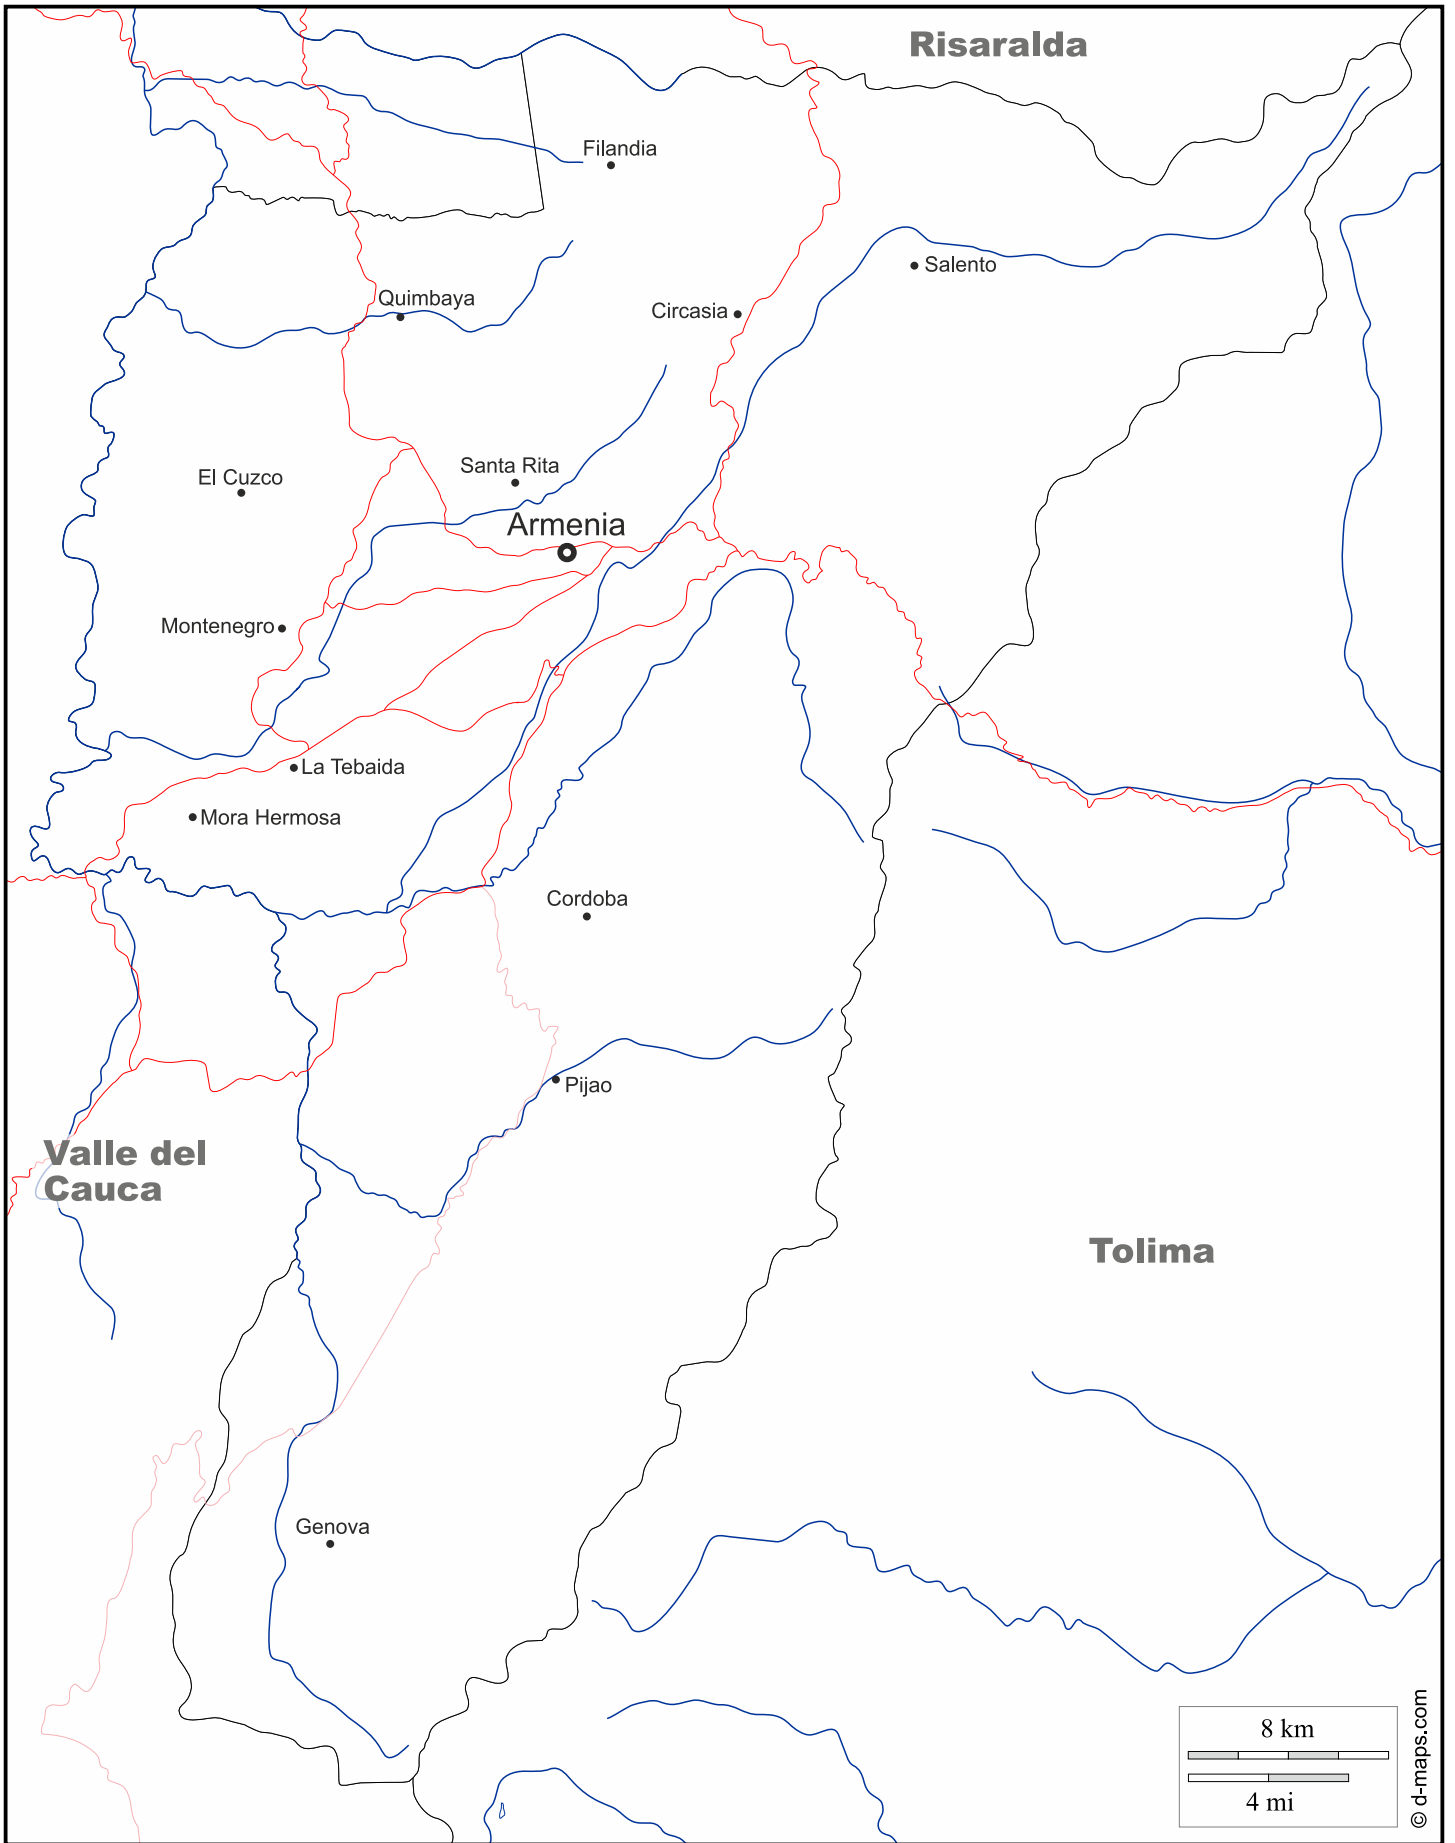 Risaralda
Filandia
Salento
Quimbaya
Circasia
Santa Rita
El Cuzco
Armenia
Montenegro
La Tebaida
Mora Hermosa
Cordoba
Pijao
Valle del
Cauca
Tolima
Genova
8 km
4 mi
© d-maps.com